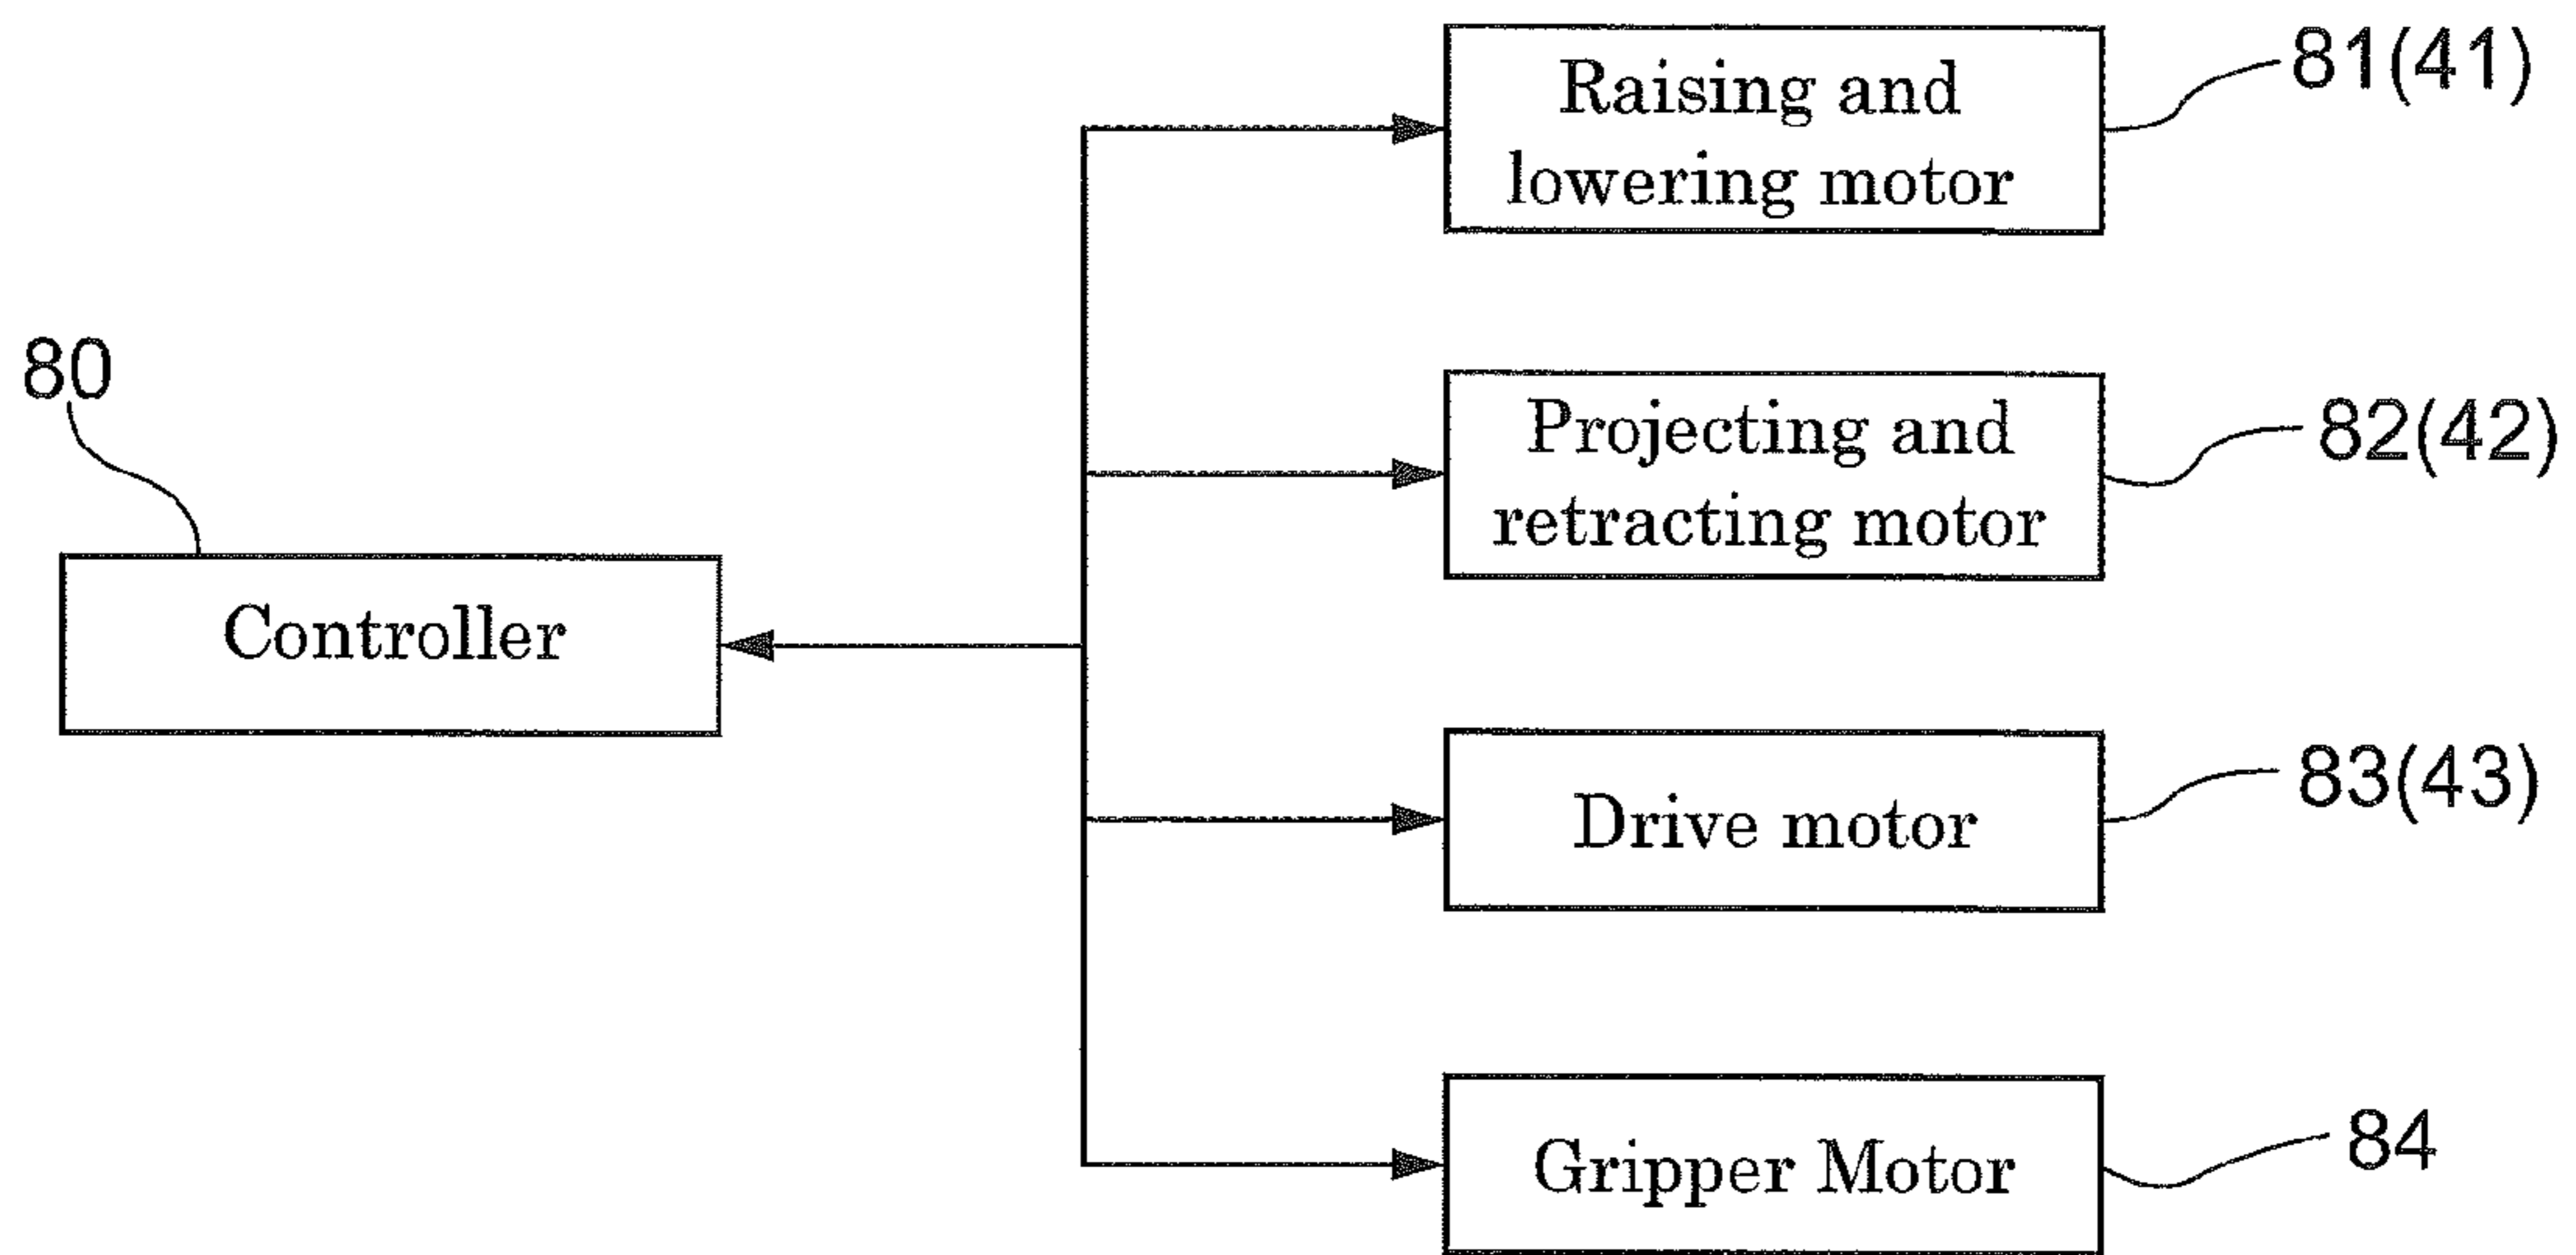 80
Controller
Raising and
lowering motor
81(41)
Projecting and
retracting motor
82(42)
Drive motor
83(43)
Gripper Motor
84